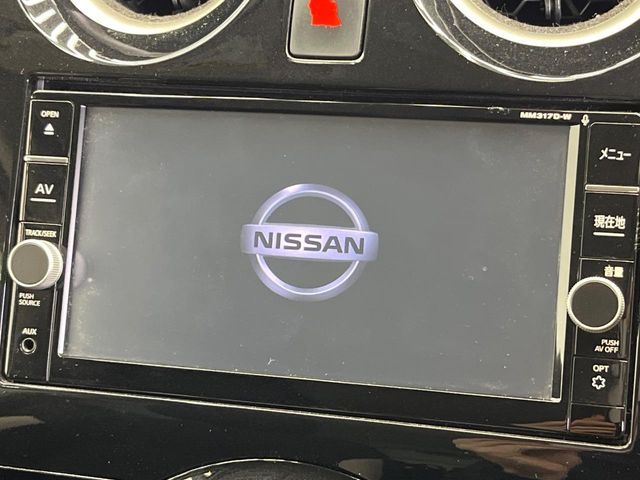 MM317D-W
OPEN
AV
TRACK/SEEK
PUSH
SOURCE
AUX
NISSAN
メニュー
現在地
音量
PUSH
AV OFF
OPT